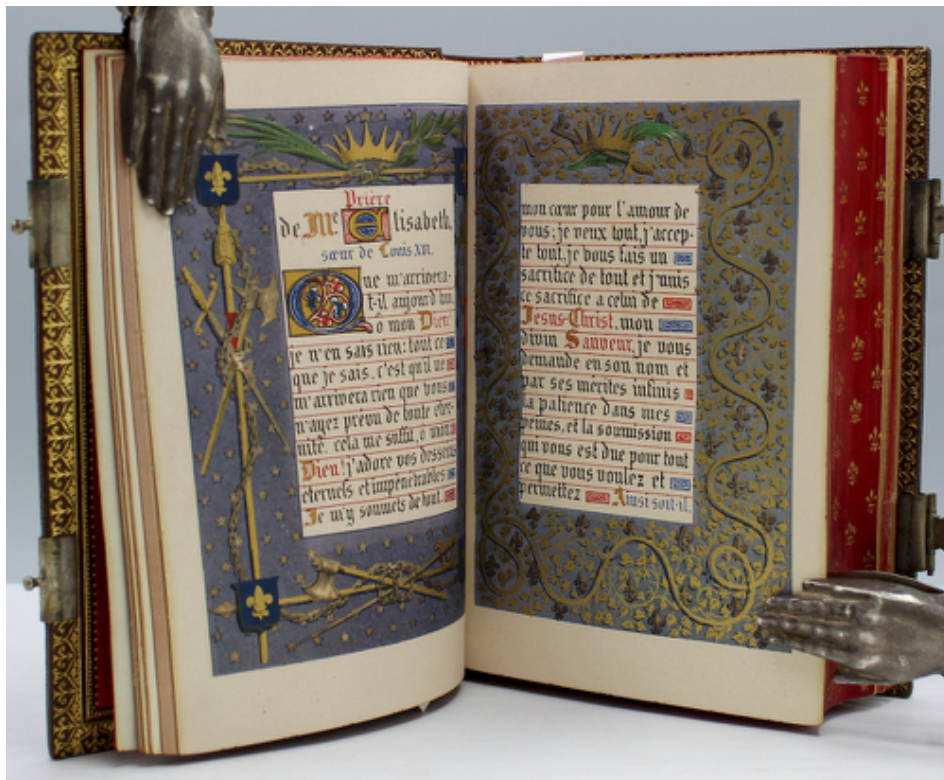 Prière
de Me Elisabeth,
sœur de Louis XVI.
Que m'arrivera-
t-il aujourd'hui,
ô mon Dieu!
je n'en sais rien: tout ce
que je sais, c'est qu'il ne
m'arrivera rien que vous
n'ayez prévu de toute éter-
nité. cela me suffit, ô mon
Dieu! j'adore vos desseins
éternels et impénétrables
Je m'y soumets de tout
mon cœur pour l'amour de
vous; je veux tout, j'accep-
te tout, je vous fais un
sacrifice de tout et j'unis
ce sacrifice a celui de
Jesus-Christ, mon
divin Sauveur, je vous
demande en son nom et
par ses mérites infinis
la patience dans mes
peines, et la soumission
qui vous est due pour tout
ce que vous voulez et
permettez Ainsi soit-il.